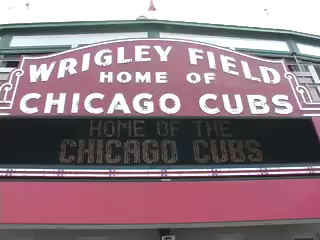 WRIGLEY FIELD
HOME OF
CHICAGO CUBS
HOME OF THE
CHICAGO CUBS